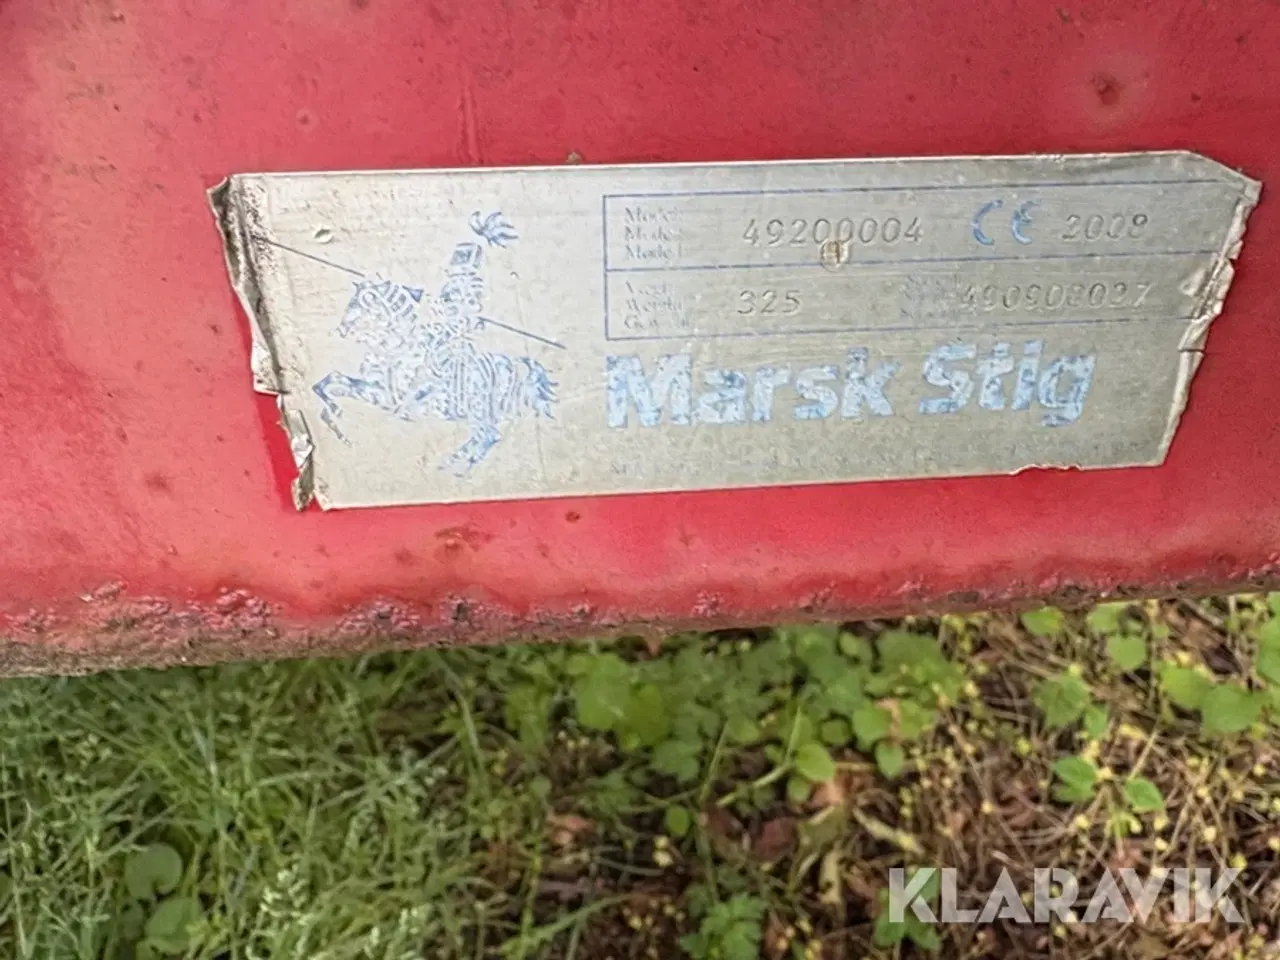 Model:
Model: 49200004 CE 2008
Model:
Vægt
Weight 325 490908027
Gewicht
Marsk Stig
KLARAVIK